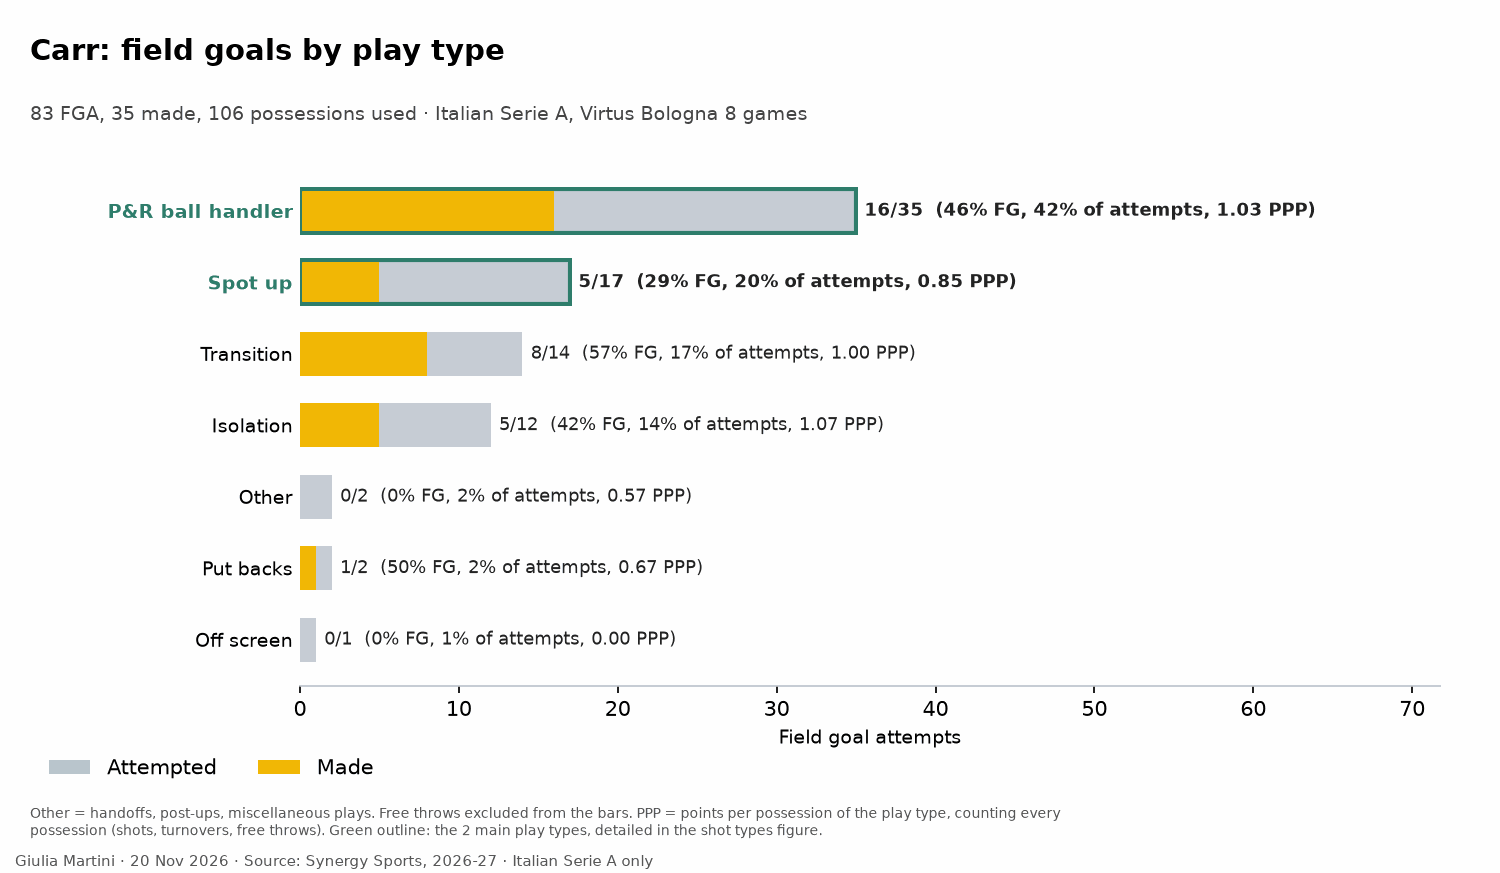 Carr: field goals by play type
83 FGA, 35 made, 106 possessions used · Italian Serie A, Virtus Bologna 8 games
P&R ball handler
16/35 (46% FG, 42% of attempts, 1.03 PPP)
Spot up
5/17 (29% FG, 20% of attempts, 0.85 PPP)
Transition
8/14 (57% FG, 17% of attempts, 1.00 PPP)
Isolation
5/12 (42% FG, 14% of attempts, 1.07 PPP)
Other
0/2 (0% FG, 2% of attempts, 0.57 PPP)
Put backs
1/2 (50% FG, 2% of attempts, 0.67 PPP)
Off screen
0/1 (0% FG, 1% of attempts, 0.00 PPP)
0 10 20 30 40 50 60 70
Field goal attempts
Attempted Made
Other = handoffs, post-ups, miscellaneous plays. Free throws excluded from the bars. PPP = points per possession of the play type, counting every
possession (shots, turnovers, free throws). Green outline: the 2 main play types, detailed in the shot types figure.
Giulia Martini · 20 Nov 2026 · Source: Synergy Sports, 2026-27 · Italian Serie A only